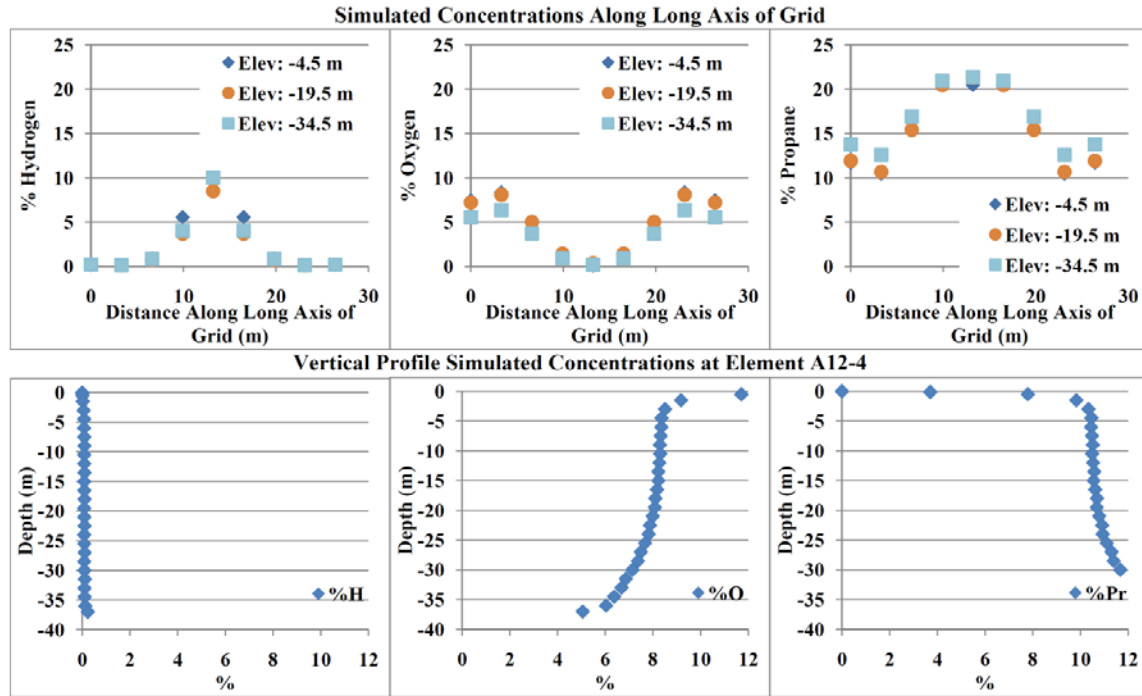 Simulated Concentrations Along Long Axis of Grid
% Hydrogen
25
20
15
10
5
0
Elev: -4.5 m
Elev: -19.5 m
Elev: -34.5 m
0 10 20 30
Distance Along Long Axis of
Grid (m)
% Oxygen
25
20
15
10
5
0
Elev: -4.5 m
Elev: -19.5 m
Elev: -34.5 m
0 10 20 30
Distance Along Long Axis of
Grid (m)
% Propane
25
20
15
10
5
0
Elev: -4.5 m
Elev: -19.5 m
Elev: -34.5 m
0 10 20 30
Distance Along Long Axis of
Grid (m)
Vertical Profile Simulated Concentrations at Element A12-4
Depth (m)
0
-5
-10
-15
-20
-25
-30
-35
-40
%H
0 2 4 6 8 10 12
%
Depth (m)
0
-5
-10
-15
-20
-25
-30
-35
-40
%O
0 2 4 6 8 10 12
%
Depth (m)
0
-5
-10
-15
-20
-25
-30
-35
-40
%Pr
0 2 4 6 8 10 12
%